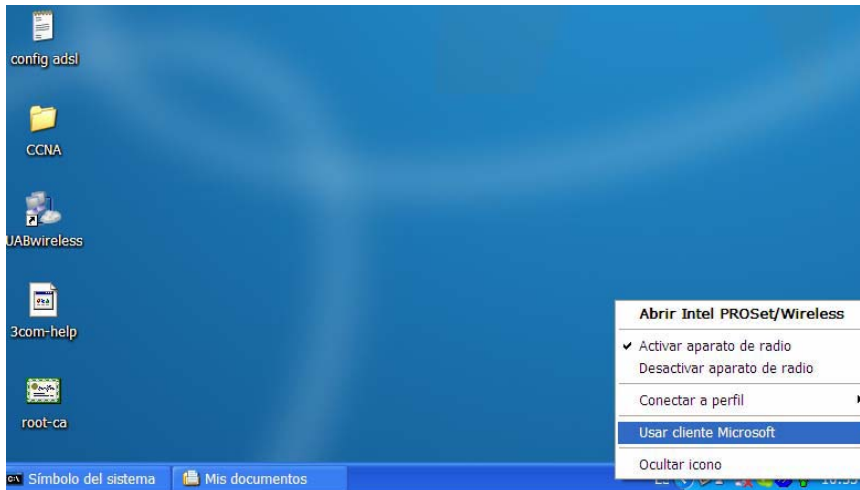 config adsl
CCNA
UABwireless
3com-help
root-ca
Abrir Intel PROSet/Wireless
Activar aparato de radio
Desactivar aparato de radio
Conectar a perfil
Usar cliente Microsoft
Ocultar icono
Símbolo del sistema
Mis documentos